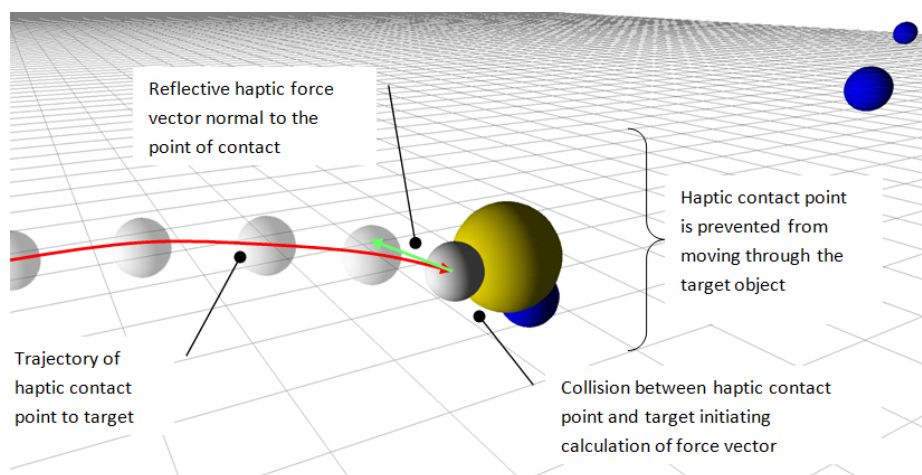 Reflective haptic force
vector normal to the
point of contact
Haptic contact point
is prevented from
moving through the
target object
Trajectory of
haptic contact
point to target
Collision between haptic contact
point and target initiating
calculation of force vector